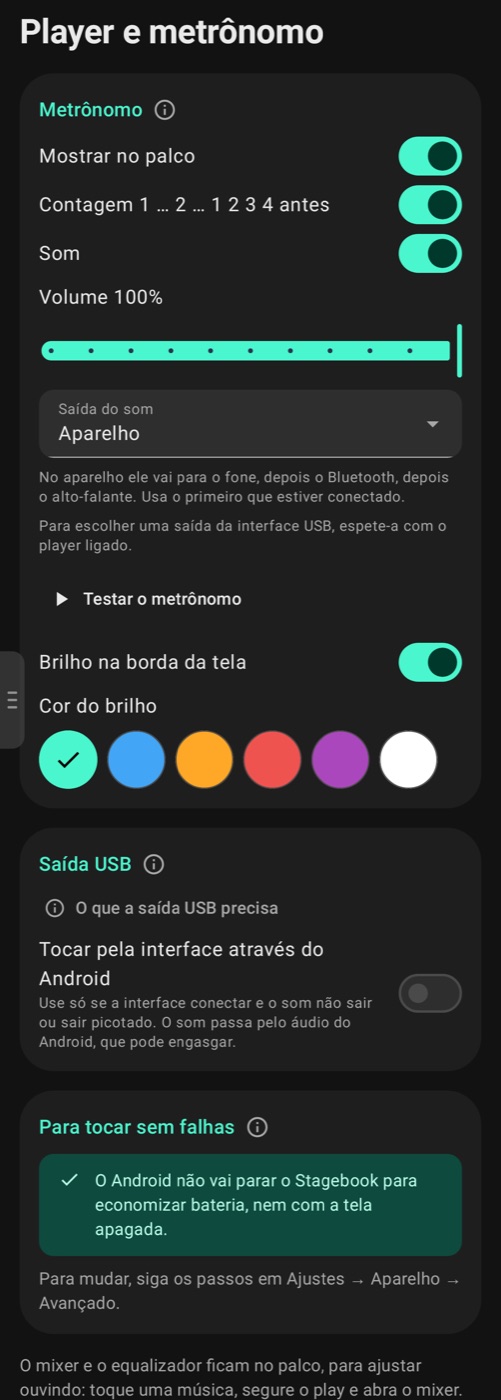 Player e metrônomo
Metrônomo
Mostrar no palco
Contagem 1 ... 2 ... 1 2 3 4 antes
Som
Volume 100%
Saída do som
Aparelho
No aparelho ele vai para o fone, depois o Bluetooth, depois
o alto-falante. Usa o primeiro que estiver conectado.
Para escolher uma saída da interface USB, espete-a com o
player ligado.
Testar o metrônomo
Brilho na borda da tela
Cor do brilho
Saída USB
O que a saída USB precisa
Tocar pela interface através do
Android
Use só se a interface conectar e o som não sair
ou sair picotado. O som passa pelo áudio do
Android, que pode engasgar.
Para tocar sem falhas
O Android não vai parar o Stagebook para
economizar bateria, nem com a tela
apagada.
Para mudar, siga os passos em Ajustes → Aparelho →
Avançado.
O mixer e o equalizador ficam no palco, para ajustar
ouvindo: toque uma música, segure o play e abra o mixer.